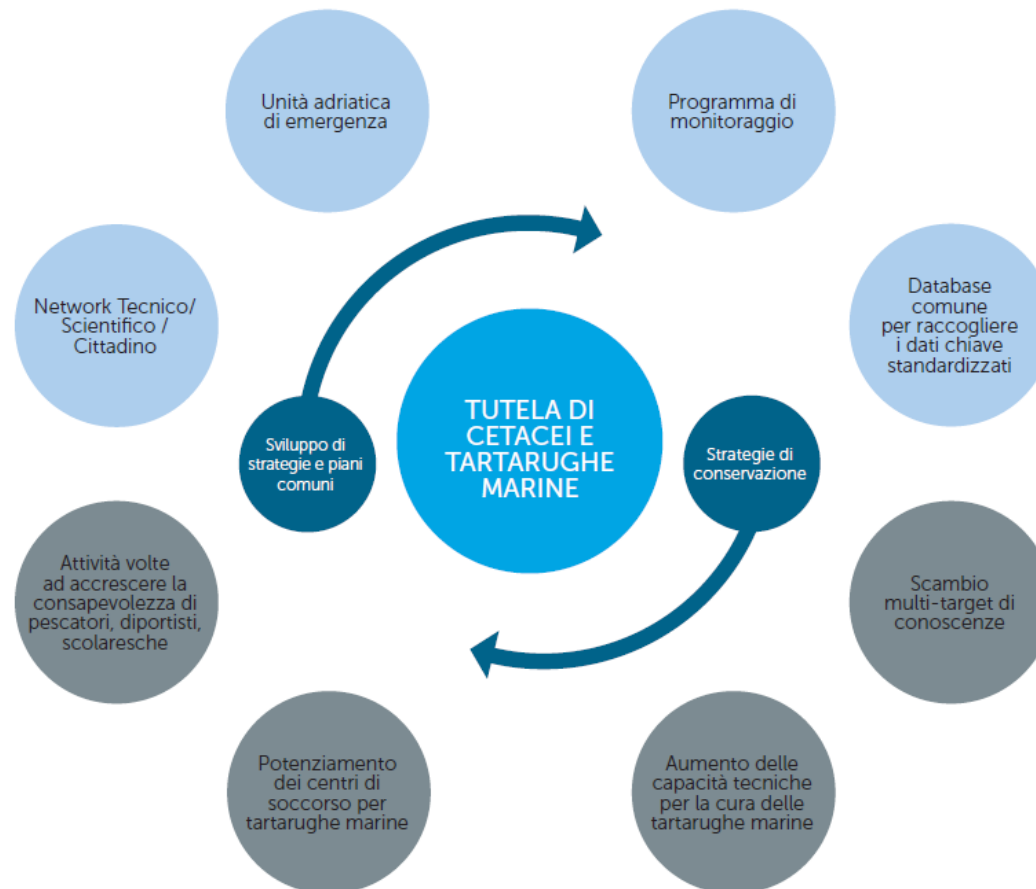 Unità adriatica
di emergenza
Programma di
monitoraggio
Network Tecnico/
Scientifico /
Cittadino
Database
comune
per raccogliere
i dati chiave
standardizzati
Sviluppo di
strategie e piani
comuni
TUTELA DI
CETACEI E
TARTARUGHE
MARINE
Strategie di
conservazione
Attività volte
ad accrescere la
consapevolezza di
pescatori, diportisti,
scolaresche
Scambio
multi-target di
conoscenze
Potenziamento
dei centri di
soccorso per
tartarughe marine
Aumento delle
capacità tecniche
per la cura delle
tartarughe marine